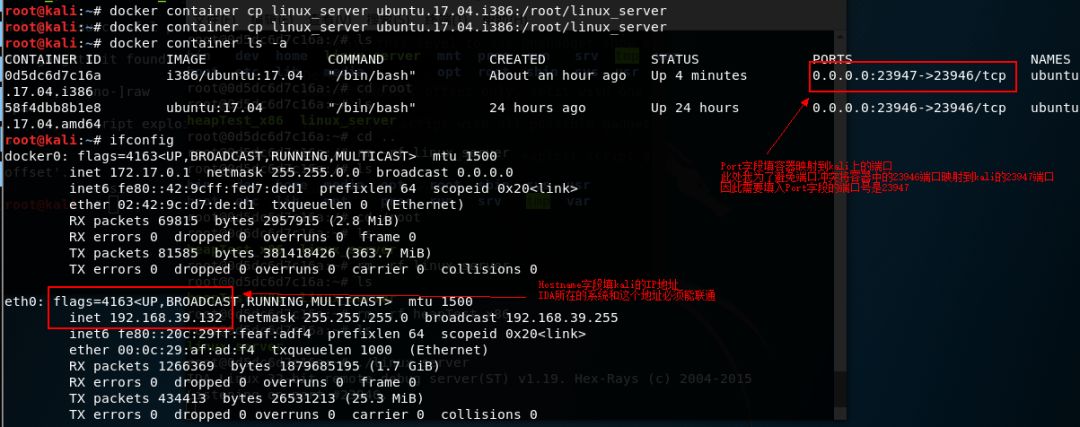 root@kali:~# docker container cp linux_server ubuntu.17.04.i386:/root/linux_server
root@kali:~# docker container cp linux_server ubuntu.17.04.i386:/root/linux_server
root@kali:~# docker container ls -a
CONTAINER ID IMAGE COMMAND CREATED STATUS PORTS NAMES
0d5dc6d7c16a i386/ubuntu:17.04 "/bin/bash" About an hour ago Up 4 minutes 0.0.0.0:23947->23946/tcp ubuntu
.17.04.i386
58f4dbb8b1e8 ubuntu:17.04 "/bin/bash" 24 hours ago Up 24 hours 0.0.0.0:23946->23946/tcp ubuntu
.17.04.amd64
root@kali:~# ifconfig
docker0: flags=4163<UP,BROADCAST,RUNNING,MULTICAST> mtu 1500
Port字段填容器映射到kali上的端口
此处我为了避免端口冲突将容器中的23946端口映射到kali的23947端口
因此需要填入Port字段的端口号是23947
inet 172.17.0.1 netmask 255.255.0.0 broadcast 0.0.0.0
inet6 fe80::42:9cff:fed7:ded1 prefixlen 64 scopeid 0x20<link>
ether 02:42:9c:d7:de:d1 txqueuelen 0 (Ethernet)
RX packets 69815 bytes 2957915 (2.8 MiB)
RX errors 0 dropped 0 overruns 0 frame 0
TX packets 81585 bytes 381418426 (363.7 MiB)
TX errors 0 dropped 0 overruns 0 carrier 0 collisions 0
Hostname字段填kali的IP地址
IDA所在的系统和这个地址必须能联通
eth0: flags=4163<UP,BROADCAST,RUNNING,MULTICAST> mtu 1500
inet 192.168.39.132 netmask 255.255.255.0 broadcast 192.168.39.255
inet6 fe80::20c:29ff:feaf:adf4 prefixlen 64 scopeid 0x20<link>
ether 00:0c:29:af:ad:f4 txqueuelen 1000 (Ethernet)
RX packets 1266369 bytes 1879685195 (1.7 GiB)
RX errors 0 dropped 0 overruns 0 frame 0
TX packets 434413 bytes 26531213 (25.3 MiB)
TX errors 0 dropped 0 overruns 0 carrier 0 collisions 0